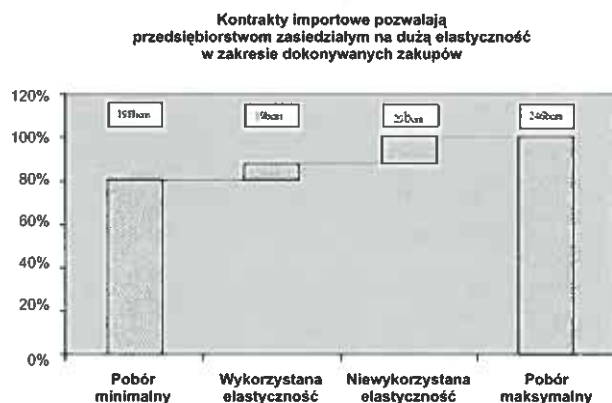 Kontrakty importowe pozwalają
przedsiębiorstwom zasiedziałym na dużą elastyczność
w zakresie dokonywanych zakupów
120%
100%
80%
60%
40%
20%
0%
246bcm
Pobór
minimalny
Wykorzystana
elastyczność
Niewykorzystana
elastyczność
Pobór
maksymalny